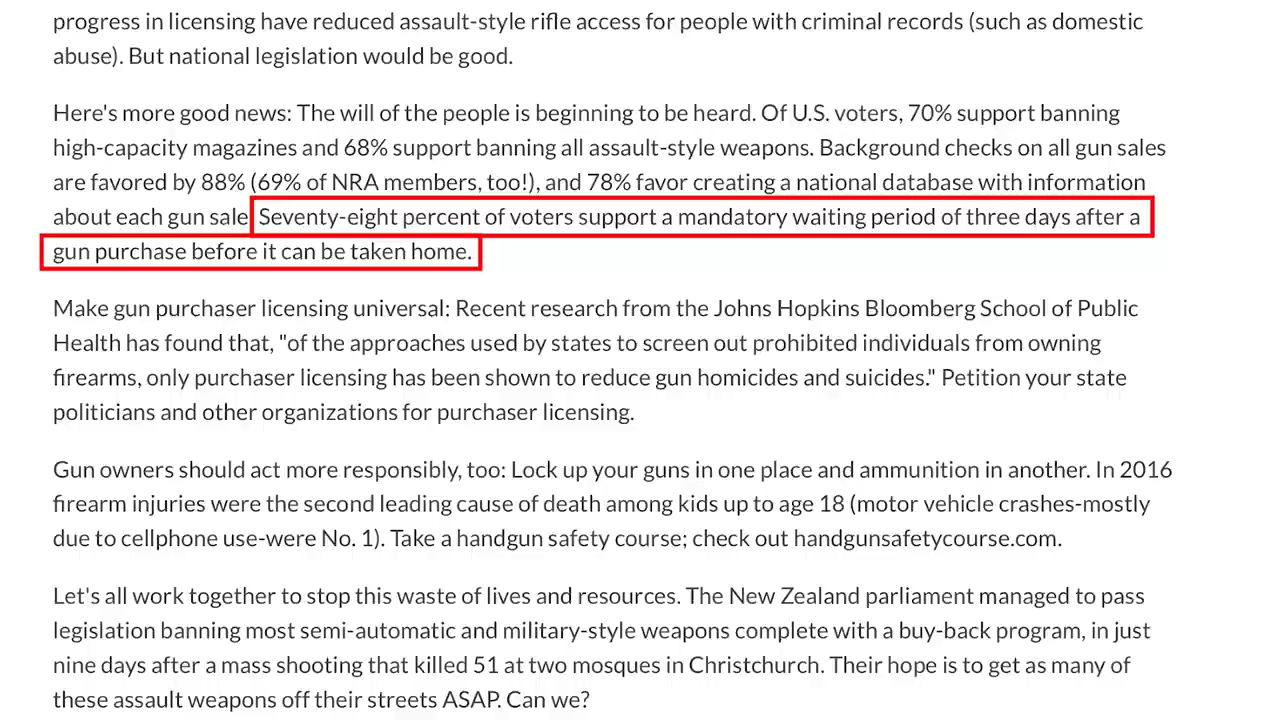 progress in licensing have reduced assault-style rifle access for people with criminal records (such as domestic
abuse). But national legislation would be good.
Here's more good news: The will of the people is beginning to be heard. Of U.S. voters, 70% support banning
high-capacity magazines and 68% support banning all assault-style weapons. Background checks on all gun sales
are favored by 88% (69% of NRA members, too!), and 78% favor creating a national database with information
about each gun sale Seventy-eight percent of voters support a mandatory waiting period of three days after a
gun purchase before it can be taken home.
Make gun purchaser licensing universal: Recent research from the Johns Hopkins Bloomberg School of Public
Health has found that, "of the approaches used by states to screen out prohibited individuals from owning
firearms, only purchaser licensing has been shown to reduce gun homicides and suicides." Petition your state
politicians and other organizations for purchaser licensing.
Gun owners should act more responsibly, too: Lock up your guns in one place and ammunition in another. In 2016
firearm injuries were the second leading cause of death among kids up to age 18 (motor vehicle crashes-mostly
due to cellphone use-were No. 1). Take a handgun safety course; check out handgunsafetycourse.com.
Let's all work together to stop this waste of lives and resources. The New Zealand parliament managed to pass
legislation banning most semi-automatic and military-style weapons complete with a buy-back program, in just
nine days after a mass shooting that killed 51 at two mosques in Christchurch. Their hope is to get as many of
these assault weapons off their streets ASAP. Can we?